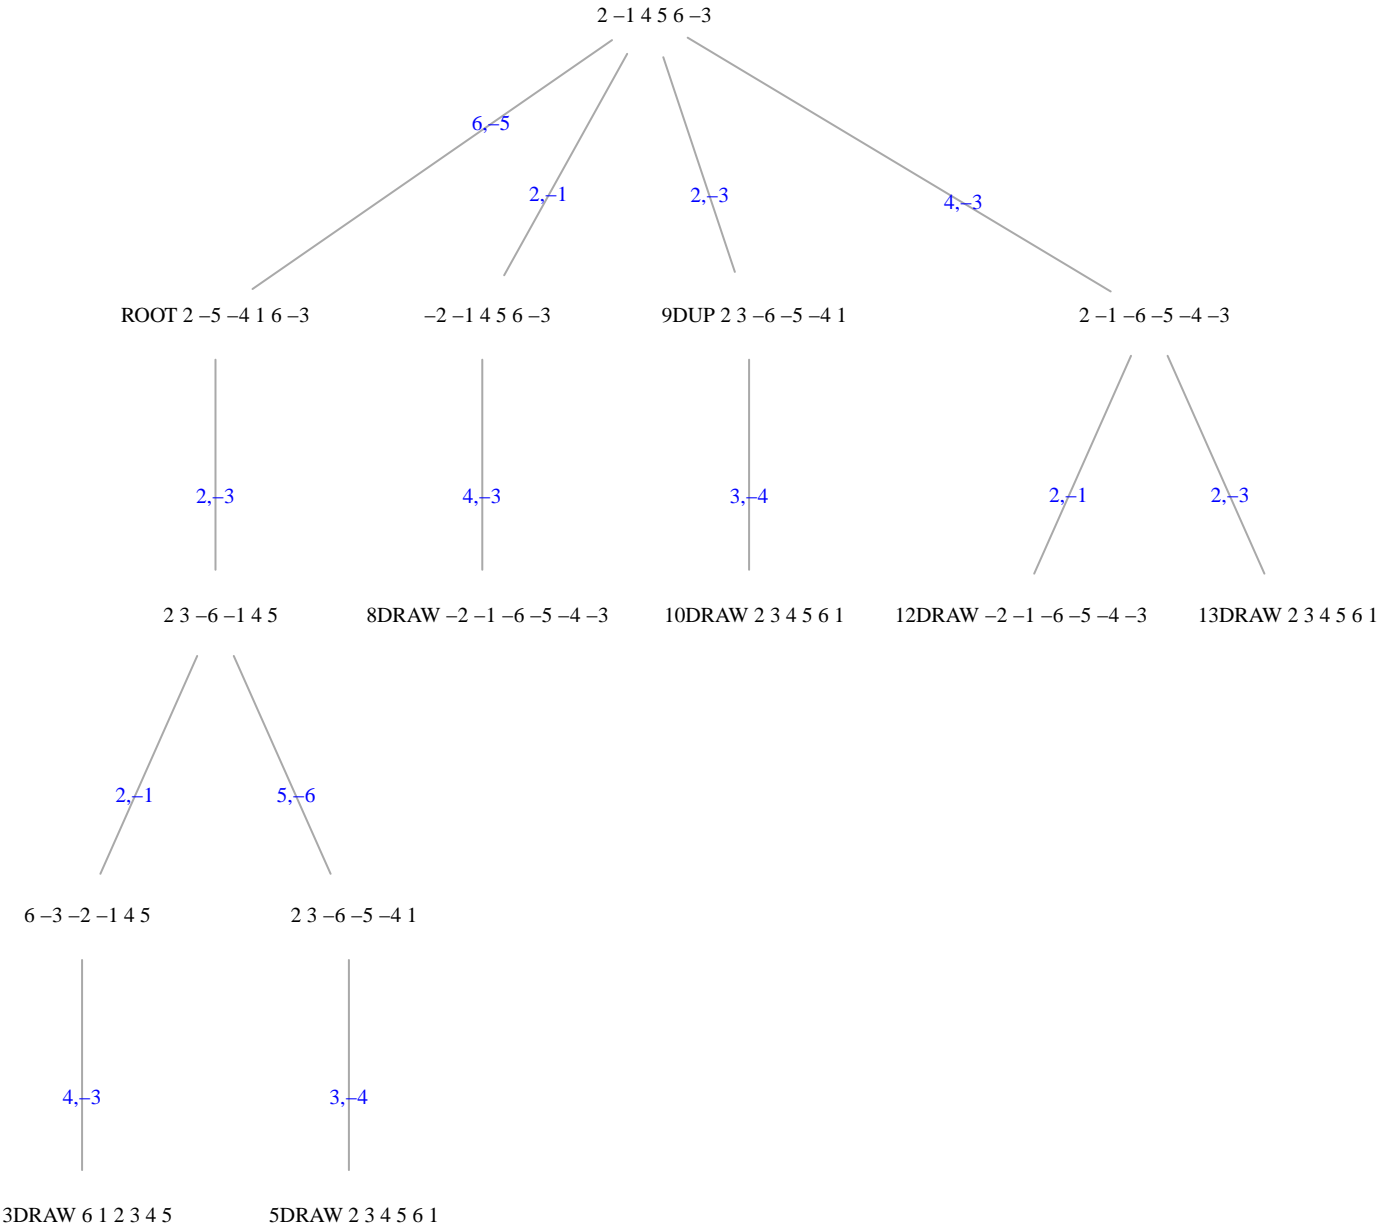 2 –1 4 5 6 –3
6,–5
2,–1
2,–3
4,–3
ROOT 2 –5 –4 1 6 –3
–2 –1 4 5 6 –3
9DUP 2 3 –6 –5 –4 1
2 –1 –6 –5 –4 –3
2,–3
4,–3
3,–4
2,–1
2,–3
2 3 –6 –1 4 5
8DRAW –2 –1 –6 –5 –4 –3
10DRAW 2 3 4 5 6 1
12DRAW –2 –1 –6 –5 –4 –3
13DRAW 2 3 4 5 6 1
2,–1
5,–6
6 –3 –2 –1 4 5
2 3 –6 –5 –4 1
4,–3
3,–4
3DRAW 6 1 2 3 4 5
5DRAW 2 3 4 5 6 1